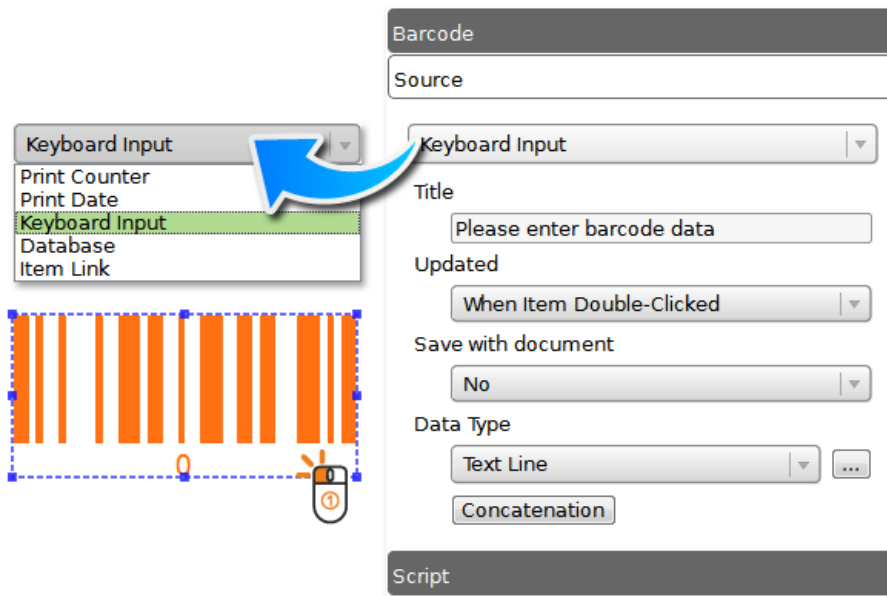 Barcode
Source
Keyboard Input
Print Counter
Print Date
Keyboard Input
Database
Item Link
0
1
Keyboard Input
Title
Please enter barcode data
Updated
When Item Double-Clicked
Save with document
No
Data Type
Text Line
...
Concatenation
Script